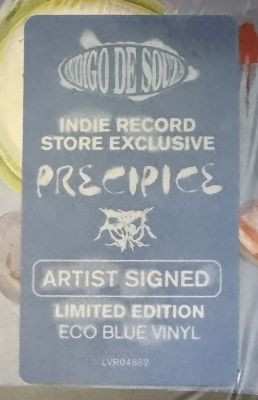 INDIGO DE SOUZA
INDIE RECORD
STORE EXCLUSIVE
PRECIPICE
ARTIST SIGNED
LIMITED EDITION
ECO BLUE VINYL